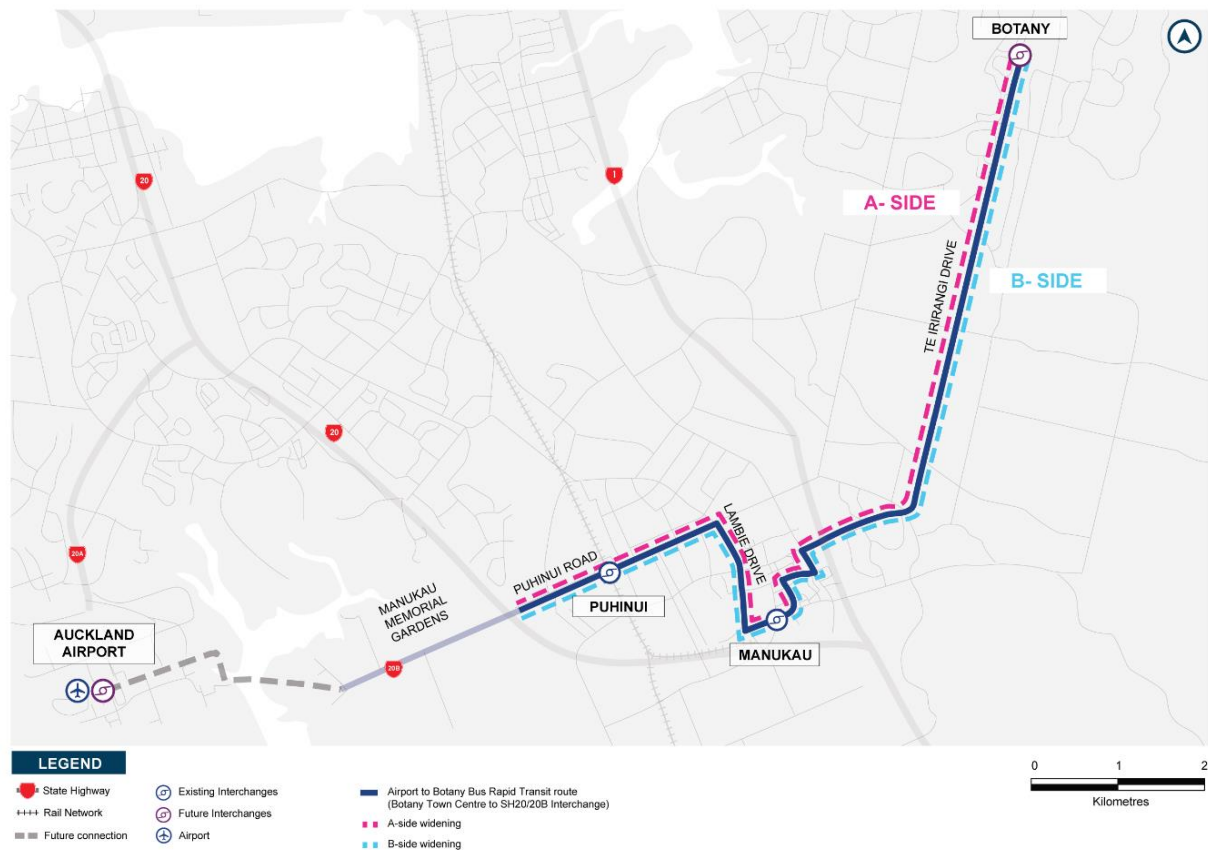 BOTANY
20
1
A- SIDE
TE IRIRANGI DRIVE
B- SIDE
20
LAMBIE DRIVE
20A
PUHINUI ROAD
PUHINUI
MANUKAU
MEMORIAL
GARDENS
AUCKLAND
AIRPORT
MANUKAU
20B
LEGEND
State Highway
Rail Network
Future connection
Existing Interchanges
Future Interchanges
Airport
Airport to Botany Bus Rapid Transit route
(Botany Town Centre to SH20/20B Interchange)
A-side widening
B-side widening
0 1 2
Kilometres